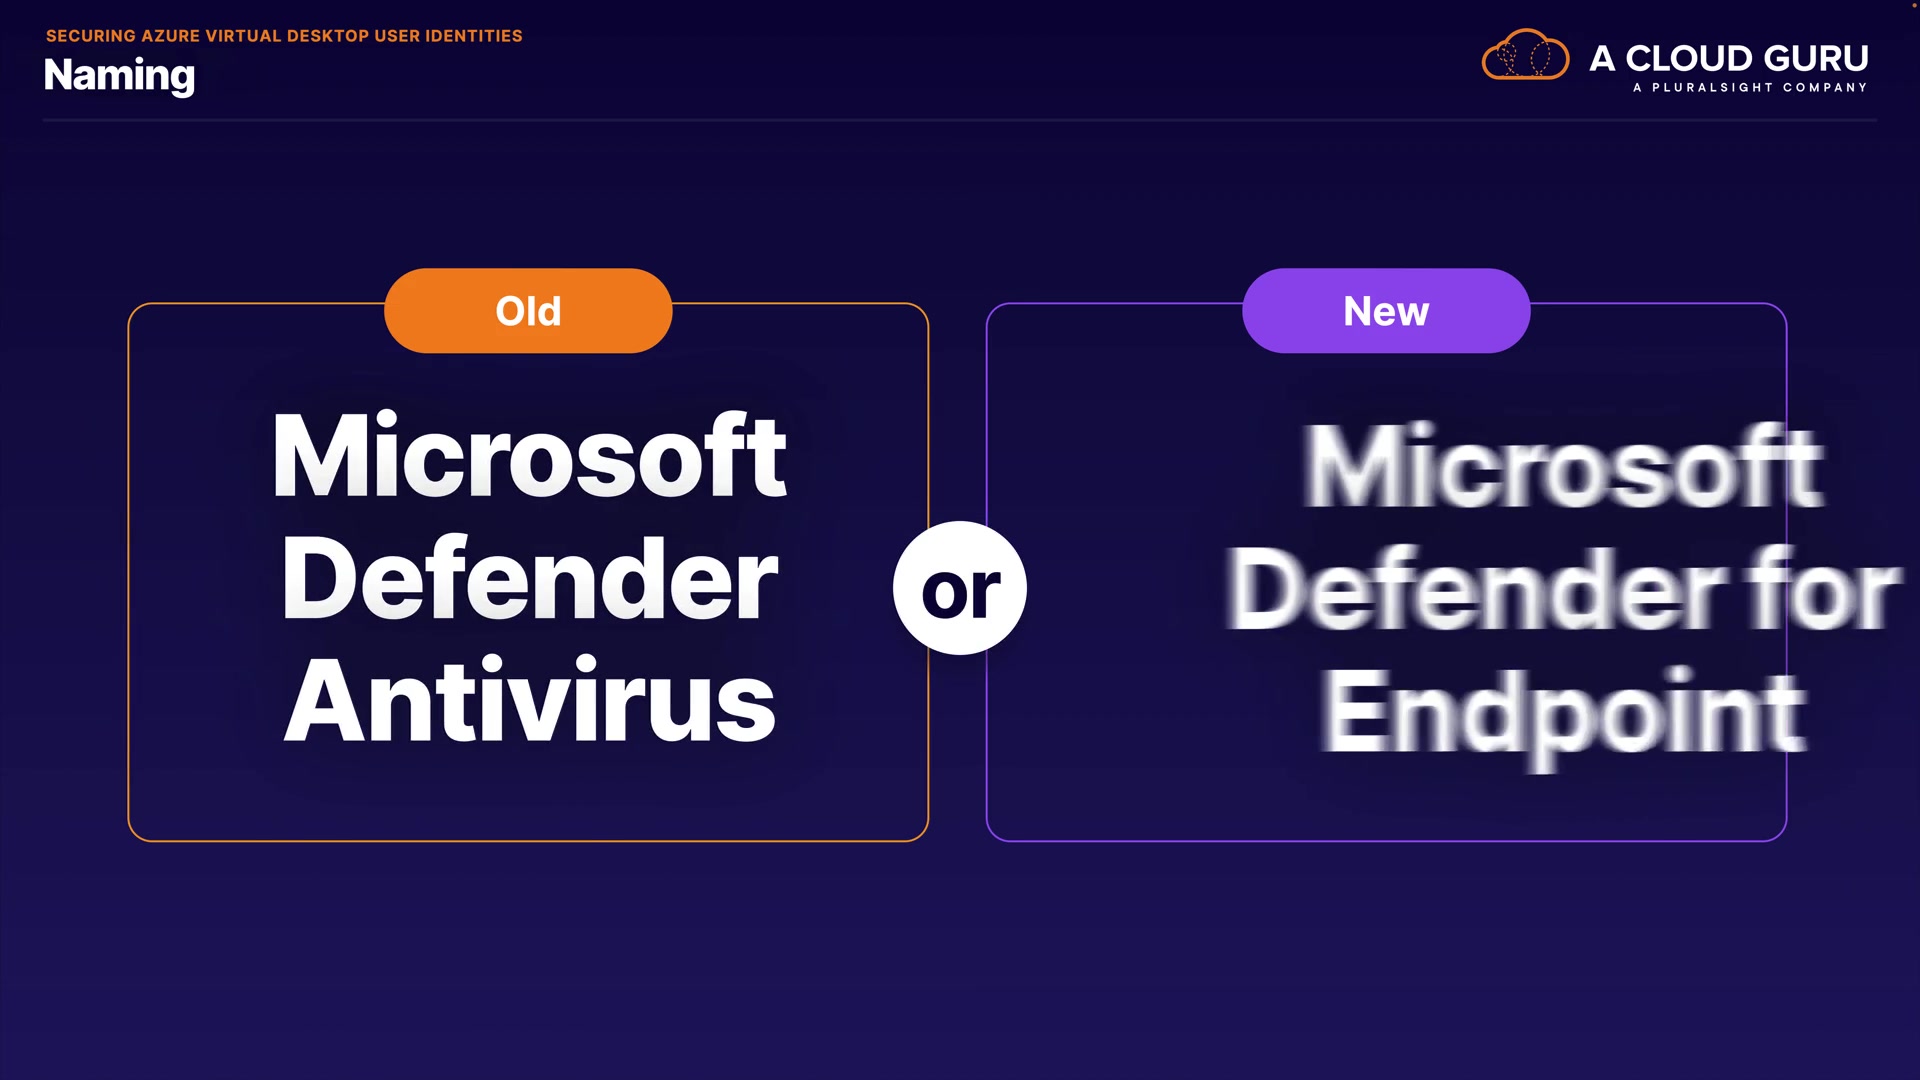 SECURING AZURE VIRTUAL DESKTOP USER IDENTITIES
Naming
A CLOUD GURU
A PLURALSIGHT COMPANY
Old
Microsoft
Defender
Antivirus
or
New
Microsoft
Defender for
Endpoint